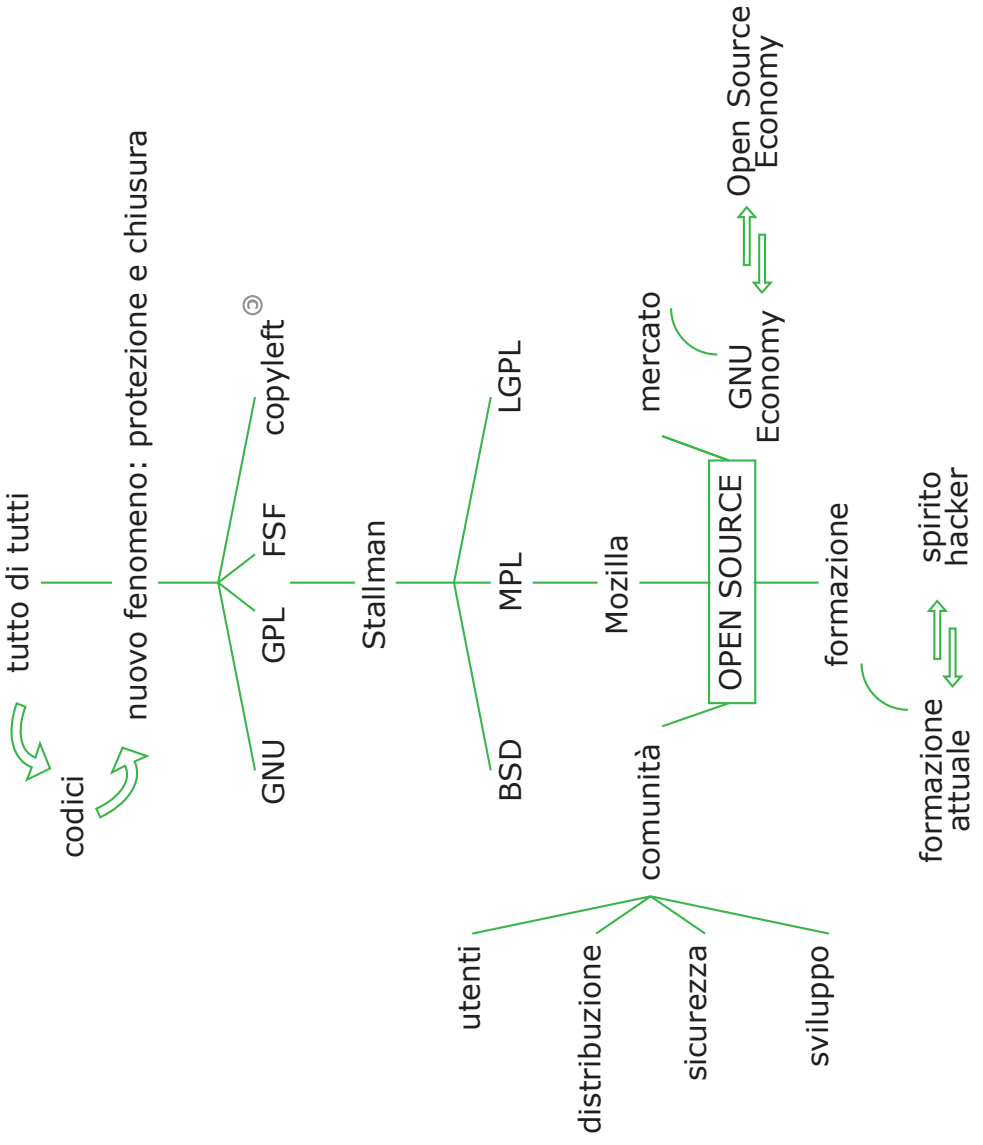 tutto di tutti
codici
nuovo fenomeno: protezione e chiusura
GNU
GPL
FSF
copyleft ©
Stallman
BSD
MPL
LGPL
Mozilla
comunità
utenti
distribuzione
sicurezza
sviluppo
OPEN SOURCE
mercato
GNU
Economy
Open Source
Economy
formazione
formazione
attuale
spirito
hacker